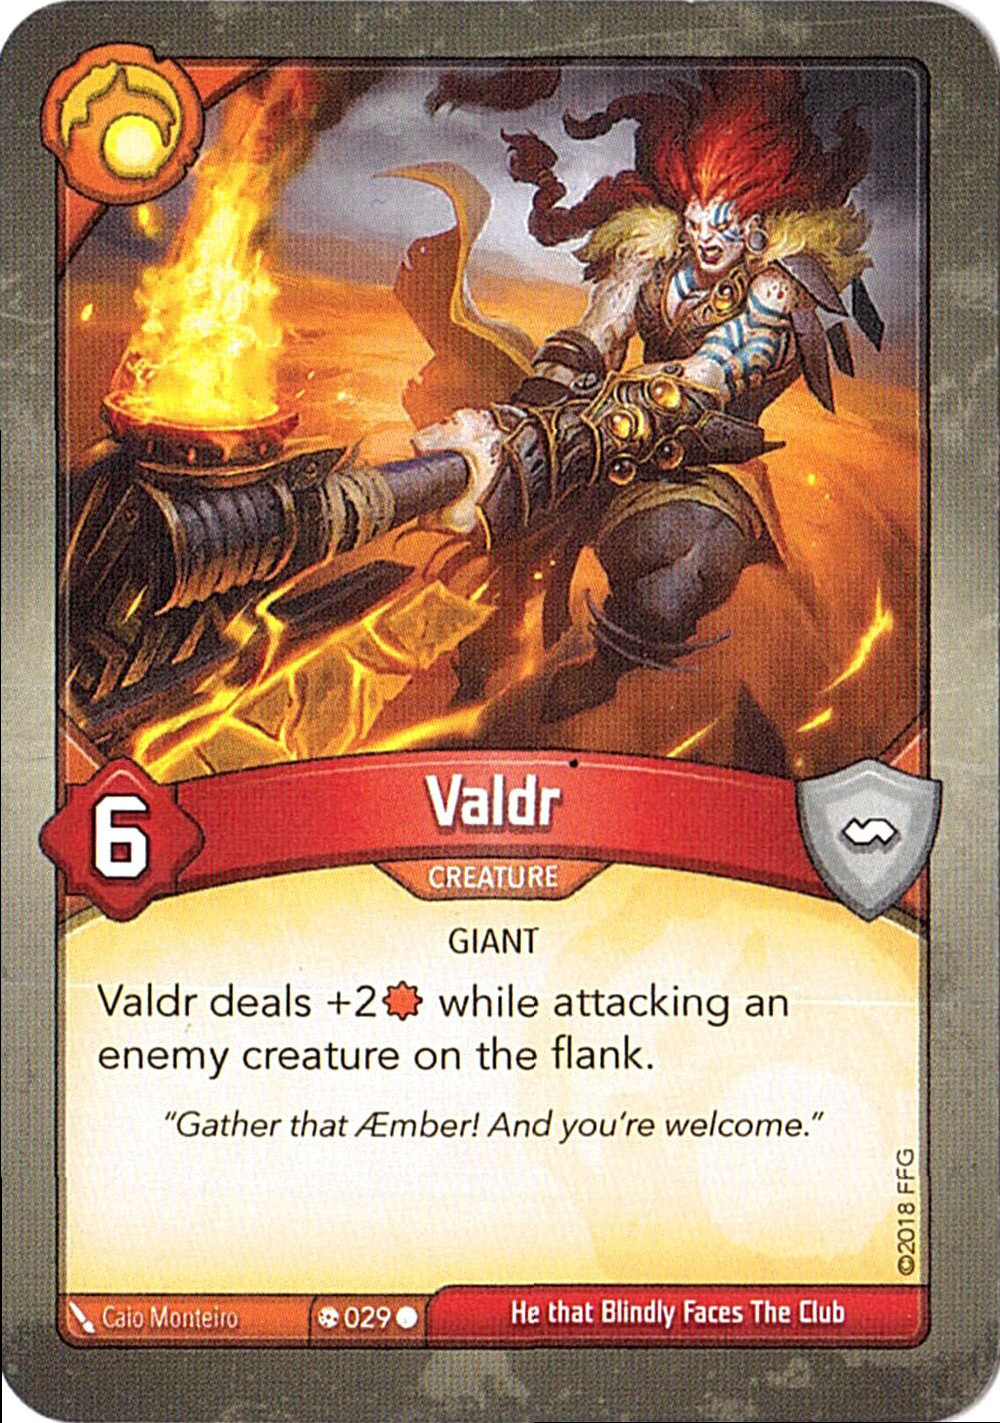 6
Valdr
CREATURE
GIANT
Valdr deals +2 while attacking an
enemy creature on the flank.
“Gather that Æmber! And you’re welcome.”
©2018 FFG
Caio Monteiro
029
He that Blindly Faces The Club